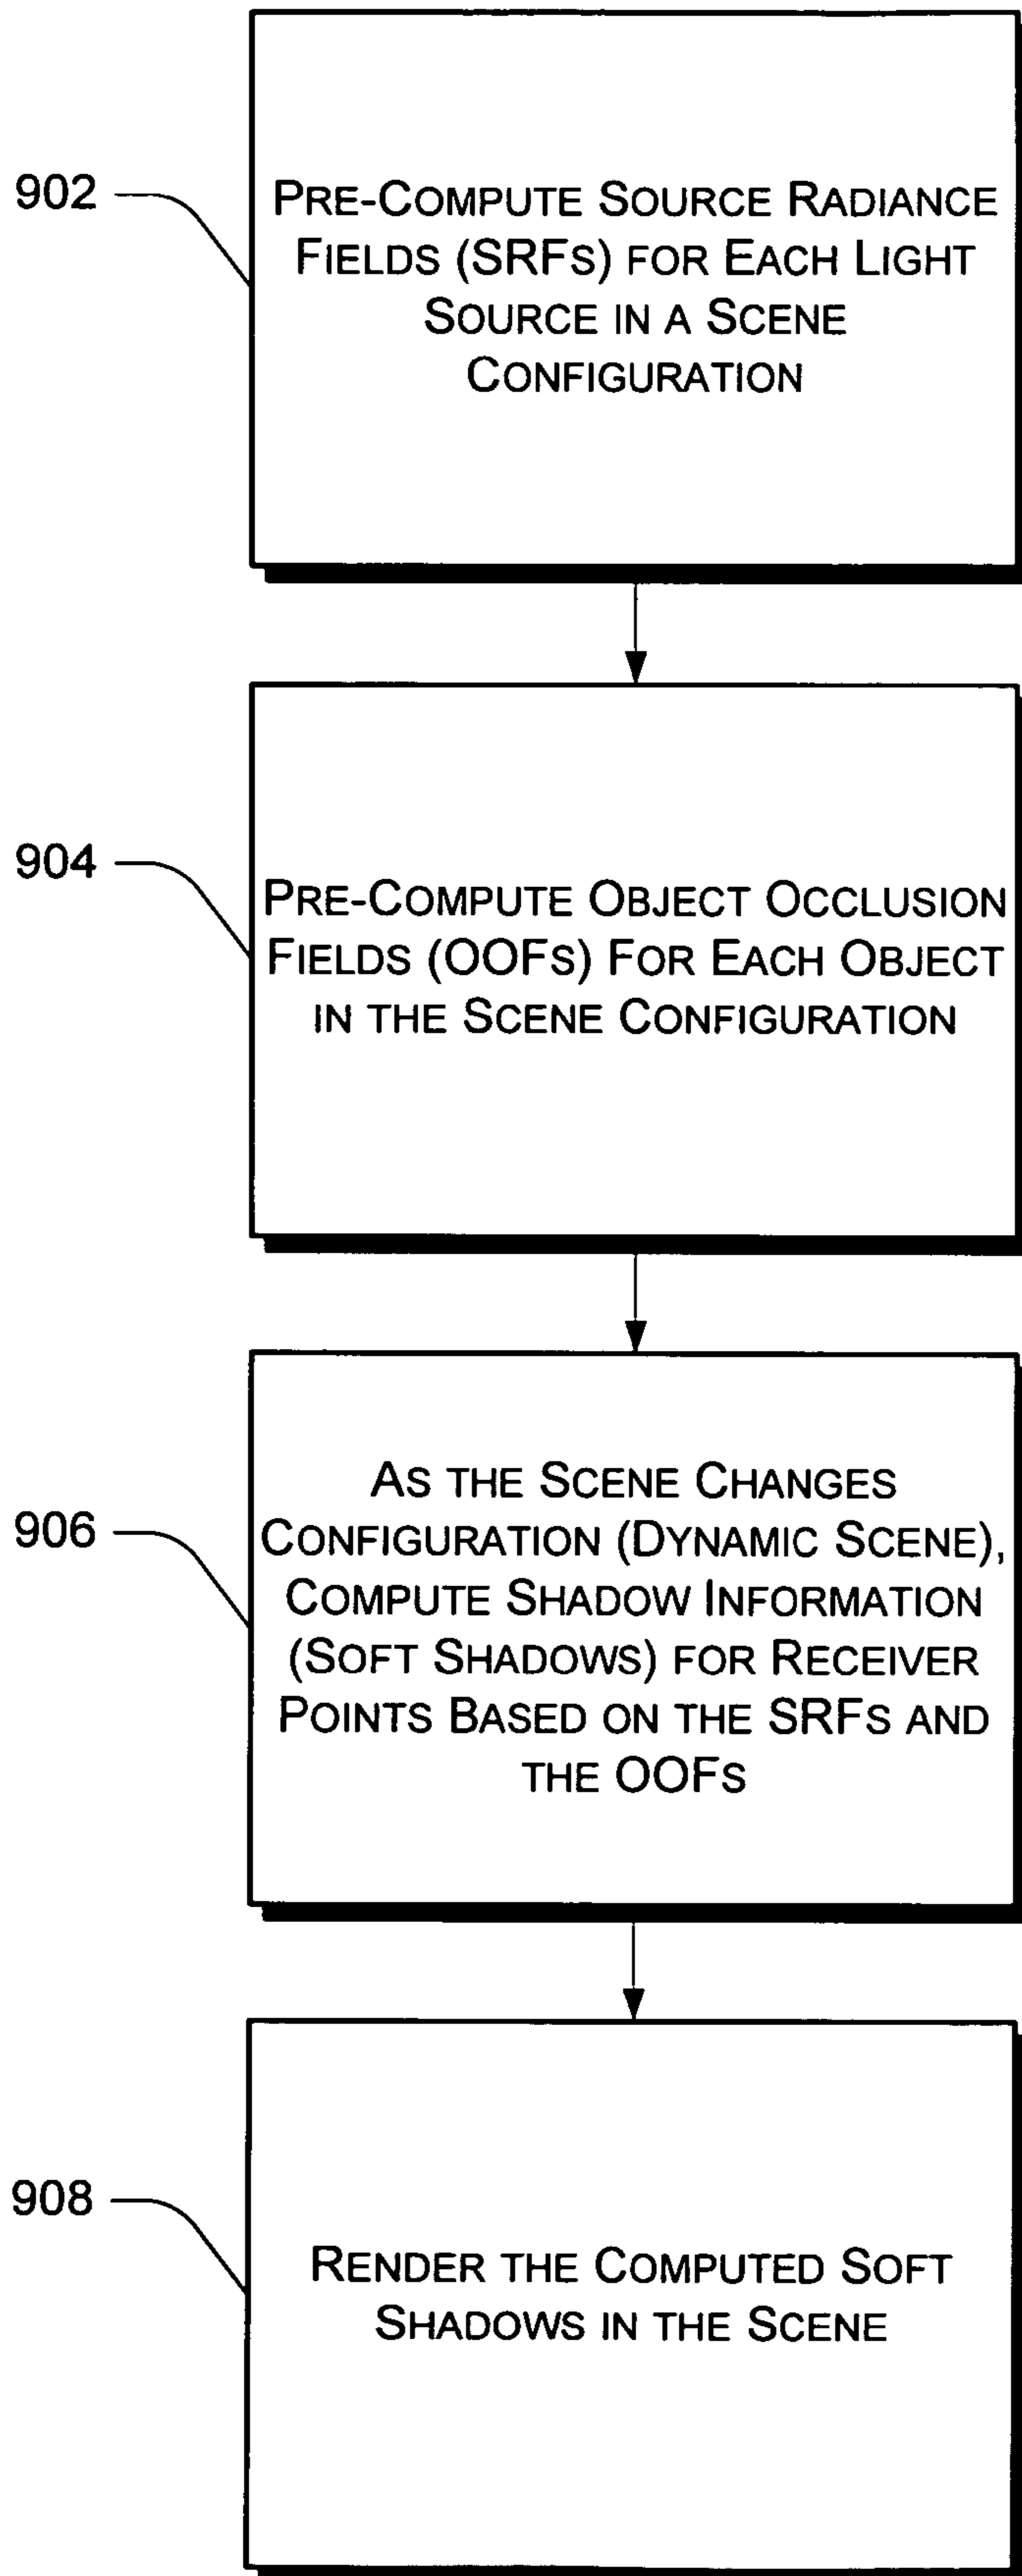 902
PRE-COMPUTE SOURCE RADIANCE
FIELDS (SRFS) FOR EACH LIGHT
SOURCE IN A SCENE
CONFIGURATION
904
PRE-COMPUTE OBJECT OCCLUSION
FIELDS (OOFS) FOR EACH OBJECT
IN THE SCENE CONFIGURATION
906
AS THE SCENE CHANGES
CONFIGURATION (DYNAMIC SCENE),
COMPUTE SHADOW INFORMATION
(SOFT SHADOWS) FOR RECEIVER
POINTS BASED ON THE SRFS AND
THE OOFS
908
RENDER THE COMPUTED SOFT
SHADOWS IN THE SCENE